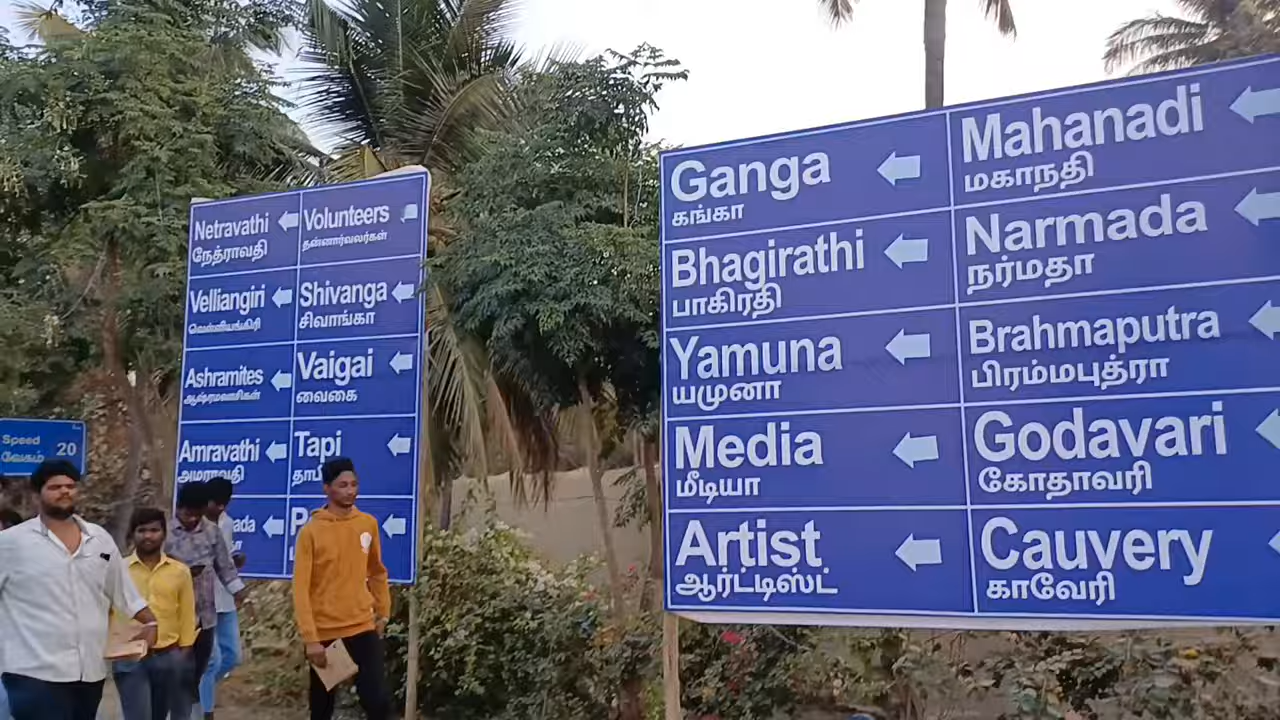 Netravathi
நேத்ராவதி
Volunteers
தன்னார்வலர்கள்
Velliangiri
வெள்ளியங்கிரி
Shivanga
சிவாங்கா
Ashramites
ஆஷ்ரமவாசிகள்
Vaigai
வைகை
Amravathi
அமராவதி
Tapi
Speed
வேகம்
20
Ganga
கங்கா
Mahanadi
மகாநதி
Bhagirathi
பாகிரதி
Narmada
நர்மதா
Yamuna
யமுனா
Brahmaputra
பிரம்மபுத்ரா
Media
மீடியா
Godavari
கோதாவரி
Artist
ஆர்ட்டிஸ்ட்
Cauvery
காவேரி